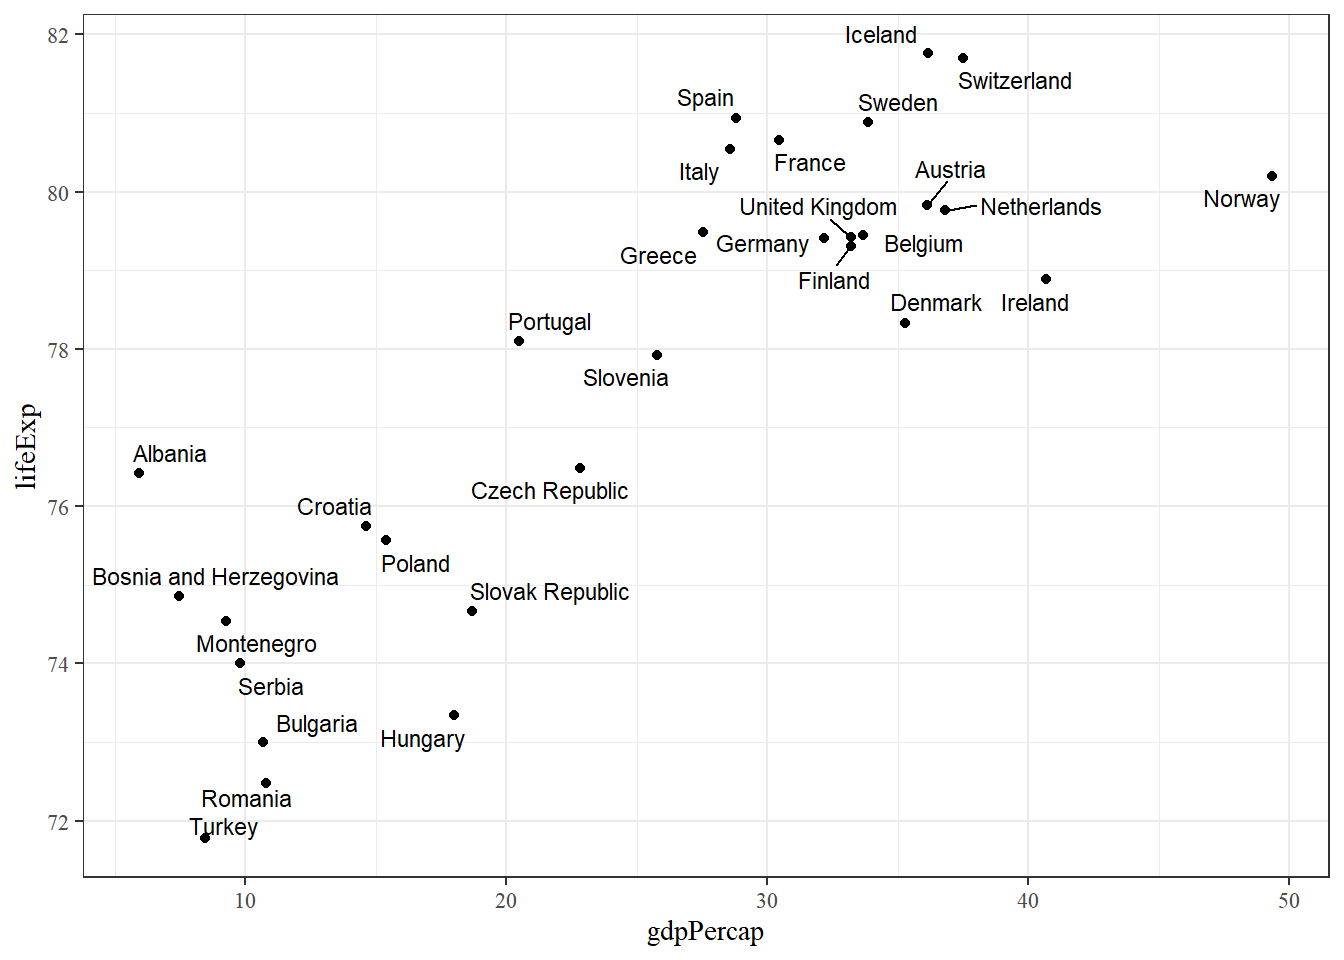 82
Iceland
Switzerland
Spain
Sweden
France
Italy
Austria
80
Norway
United Kingdom
Netherlands
Germany
Belgium
Greece
Finland
Denmark
Ireland
Portugal
78
Slovenia
lifeExp
Albania
Czech Republic
76
Croatia
Poland
Bosnia and Herzegovina
Slovak Republic
Montenegro
74
Serbia
Bulgaria
Hungary
Romania
72
Turkey
10
20
30
40
50
gdpPercap